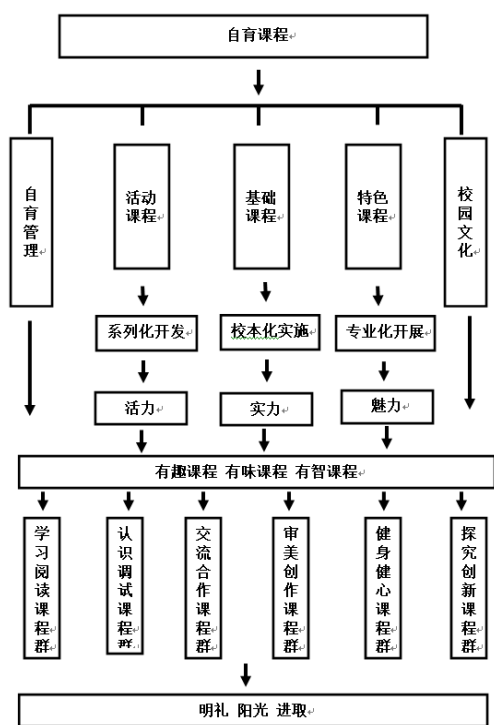 自育课程
自育管理
活动
课程
基础
课程
特色
课程
校园文化
系列化开发
校本化实施
专业化开展
活力
实力
魅力
有趣课程 有味课程 有智课程
学习阅读课程群
认识调试课程群
交流合作课程群
审美创作课程群
健身健心课程群
探究创新课程群
明礼 阳光 进取